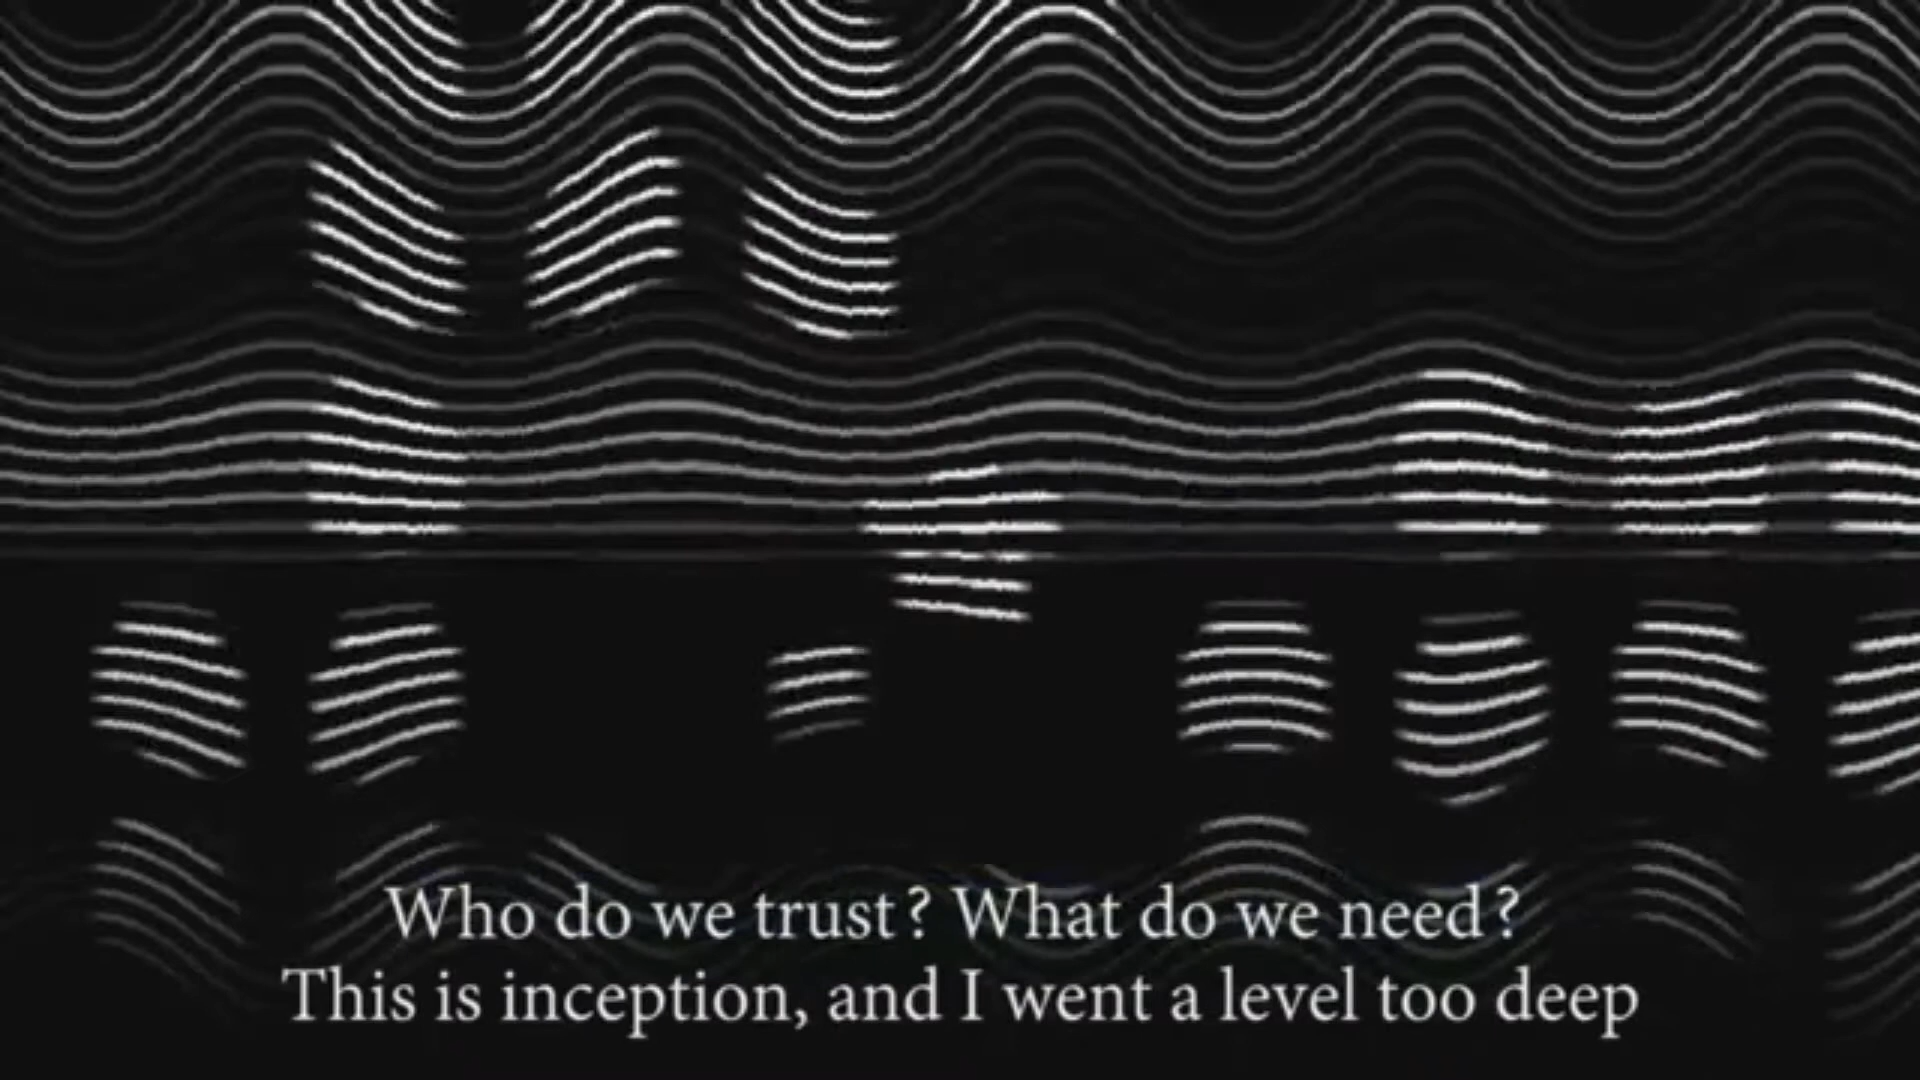 Who do we trust? What do we need?
This is inception, and I went a level too deep